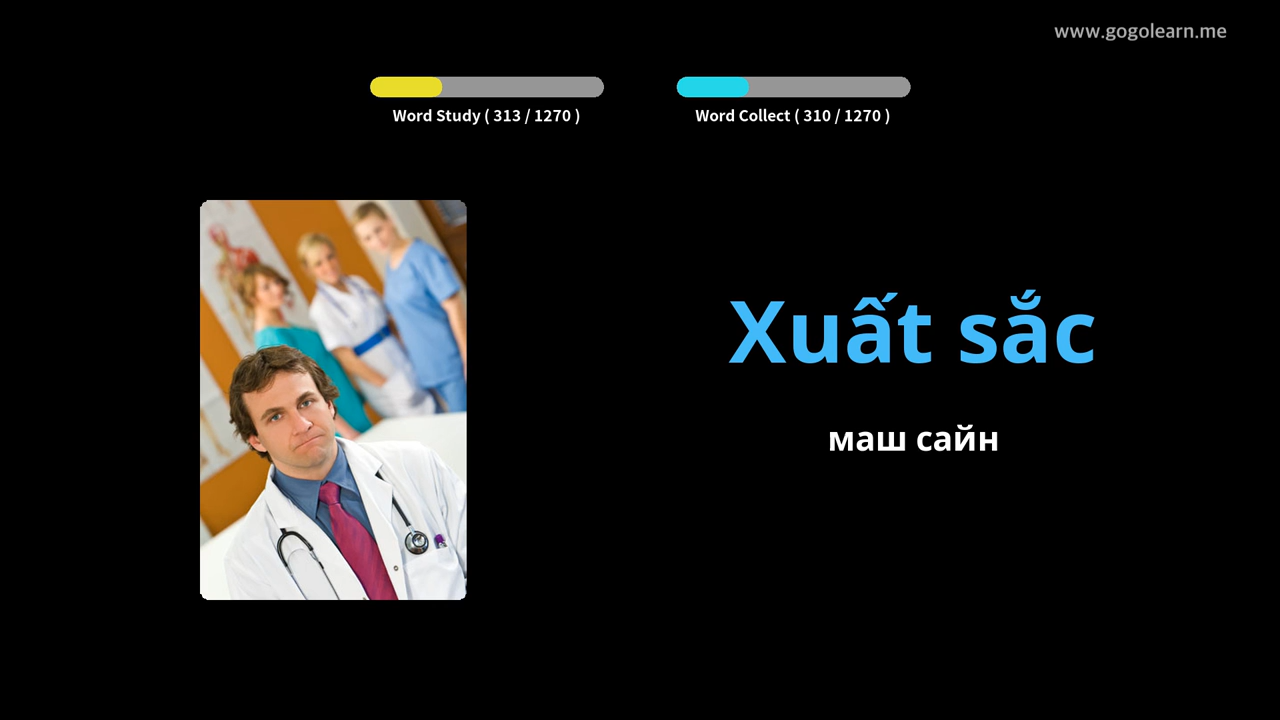 www.gogolearn.me
Word Study ( 313 / 1270 )
Word Collect ( 310 / 1270 )
Xuất sắc
маш сайн